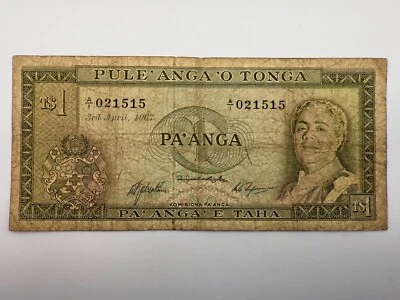 PULE'ANGA 'O TONGA
T$1
A/1 021515
A/1 021515
3rd April, 1967.
PA'ANGA
1
KOMISIONA PA'ANGA
PA'ANGA E TAHA
T$1